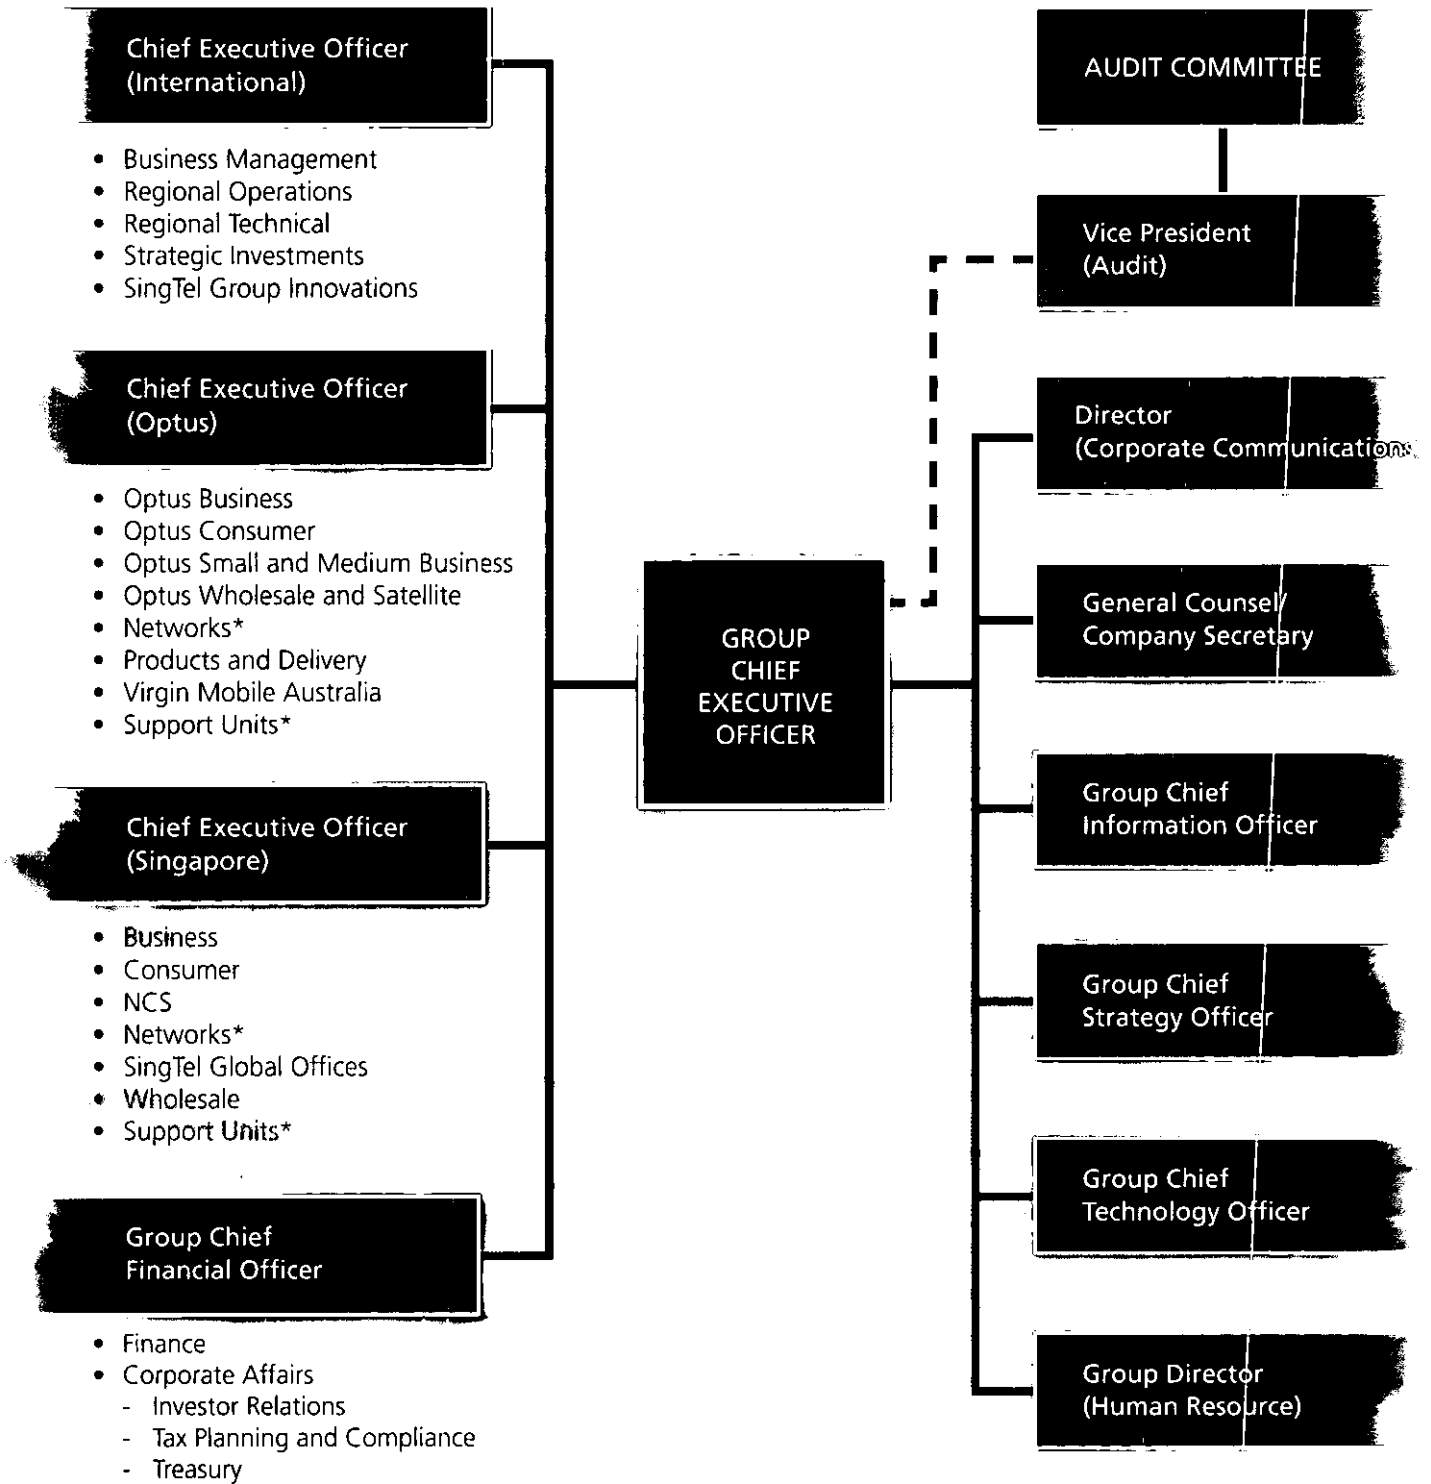 Chief Executive Officer
(International)
• Business Management
• Regional Operations
• Regional Technical
• Strategic Investments
• SingTel Group Innovations
Chief Executive Officer
(Optus)
• Optus Business
• Optus Consumer
• Optus Small and Medium Business
• Optus Wholesale and Satellite
• Networks*
• Products and Delivery
• Virgin Mobile Australia
• Support Units*
Chief Executive Officer
(Singapore)
• Business
• Consumer
• NCS
• Networks*
• SingTel Global Offices
• Wholesale
• Support Units*
Group Chief
Financial Officer
• Finance
• Corporate Affairs
- Investor Relations
- Tax Planning and Compliance
- Treasury
GROUP
CHIEF
EXECUTIVE
OFFICER
AUDIT COMMITTEE
Vice President
(Audit)
Director
(Corporate Communications
General Counsel/
Company Secretary
Group Chief
Information Officer
Group Chief
Strategy Officer
Group Chief
Technology Officer
Group Director
(Human Resource)